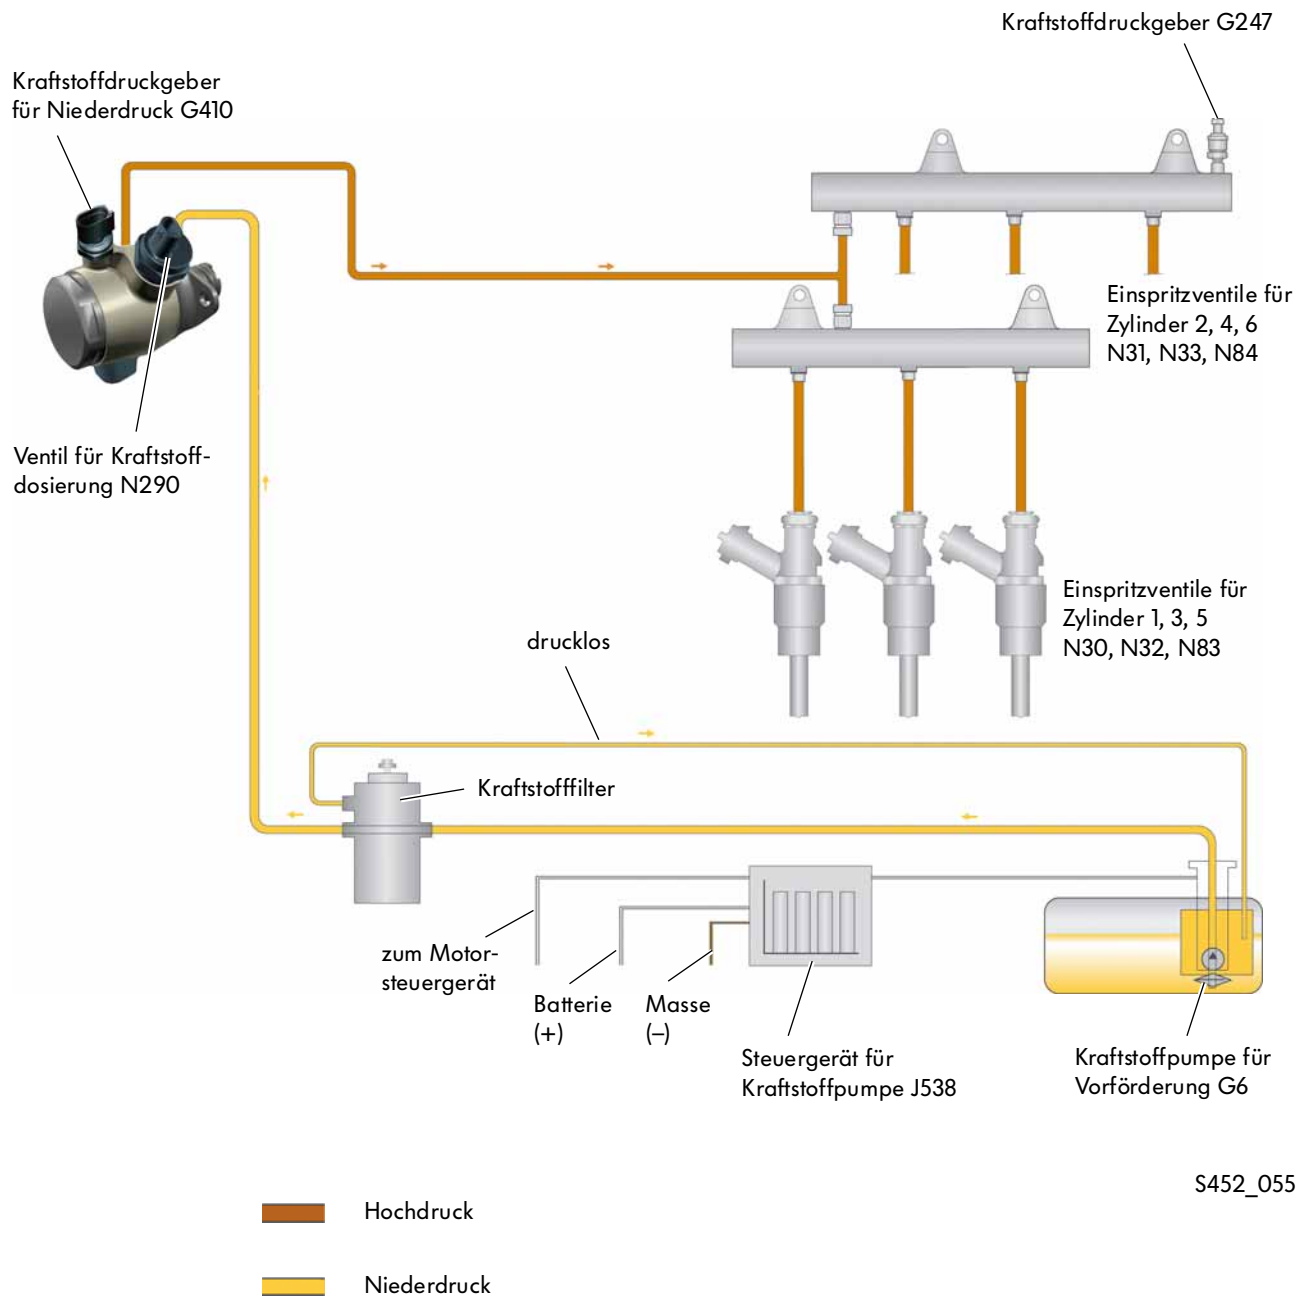 Kraftstoffdruckgeber G247
Kraftstoffdruckgeber
für Niederdruck G410
Einspritzventile für
Zylinder 2, 4, 6
N31, N33, N84
Ventil für Kraftstoff-
dosierung N290
Einspritzventile für
Zylinder 1, 3, 5
N30, N32, N83
drucklos
Kraftstofffilter
zum Motor-
steuergerät
Batterie
(+)
Masse
(–)
Steuergerät für
Kraftstoffpumpe J538
Kraftstoffpumpe für
Vorförderung G6
S452_055
Hochdruck
Niederdruck